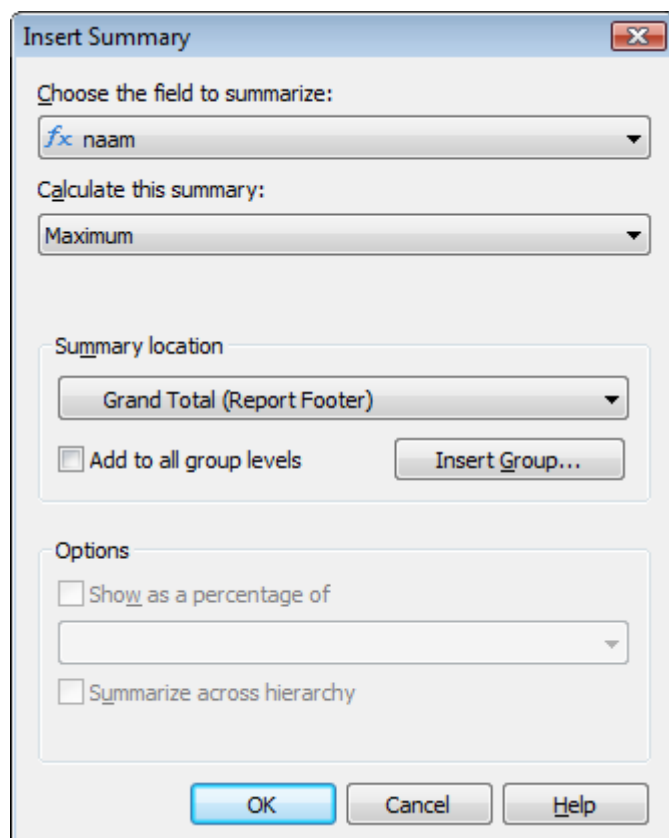 Insert Summary
Choose the field to summarize:
fx naam
Calculate this summary:
Maximum
Summary location
Grand Total (Report Footer)
Add to all group levels
Insert Group...
Options
Show as a percentage of
Summarize across hierarchy
OK
Cancel
Help